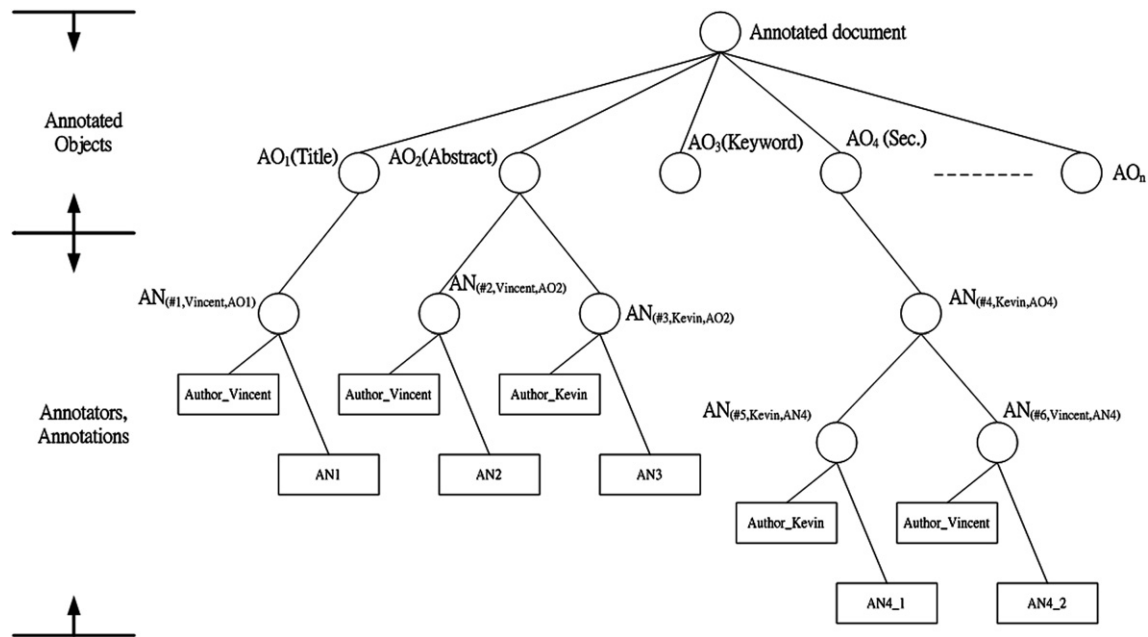 Annotated document
Annotated
Objects
AO₁(Title)
AO₂(Abstract)
AO₃(Keyword)
AO₄ (Sec.)
AOₙ
AN(#1,Vincent,AO1)
AN(#2,Vincent,AO2)
AN(#3,Kevin,AO2)
AN(#4,Kevin,AO4)
Author_Vincent
Author_Vincent
Author_Kevin
Annotators,
Annotations
AN(#5,Kevin,AN4)
AN(#6,Vincent,AN4)
AN1
AN2
AN3
Author_Kevin
Author_Vincent
AN4_1
AN4_2